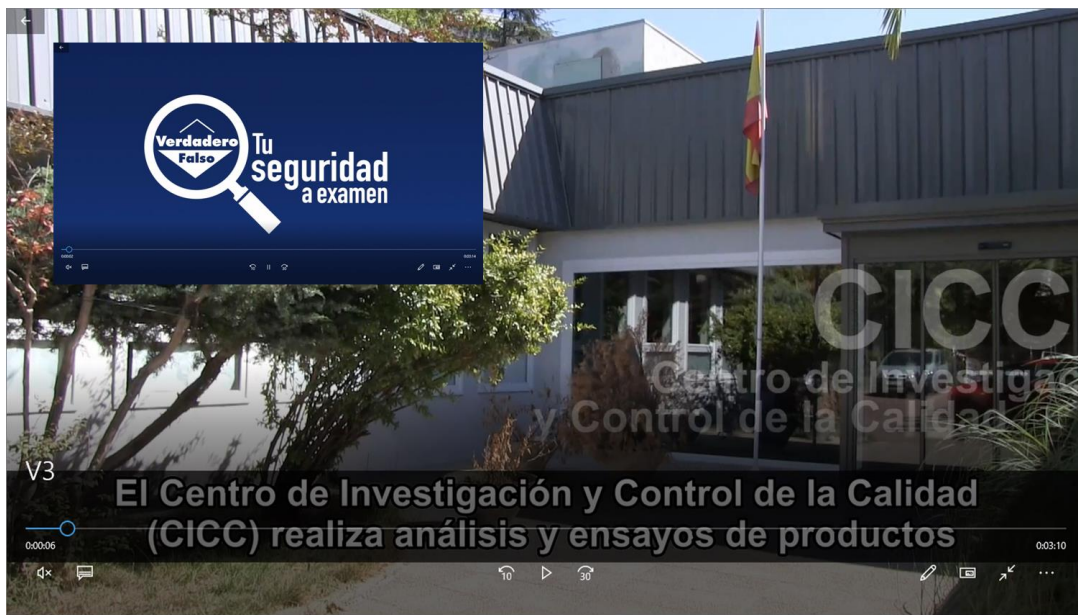 Verdadero
Falso
Tu
seguridad
a examen
0:00:02
0:00:14
CICC
Centro de Investiga
y Control de la Calidad
V3
El Centro de Investigación y Control de la Calidad
(CICC) realiza análisis y ensayos de productos
0:00:06
0:03:10
10
30